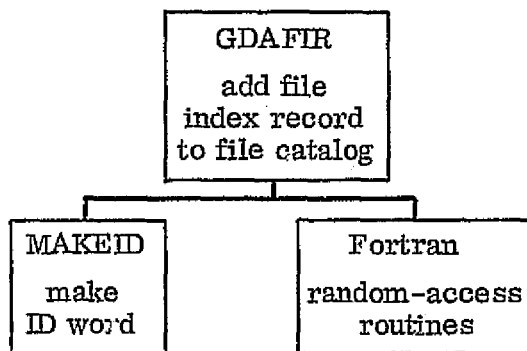 GDAFIR
add file
index record
to file catalog
MAKEID
make
ID word
Fortran
random-access
routines